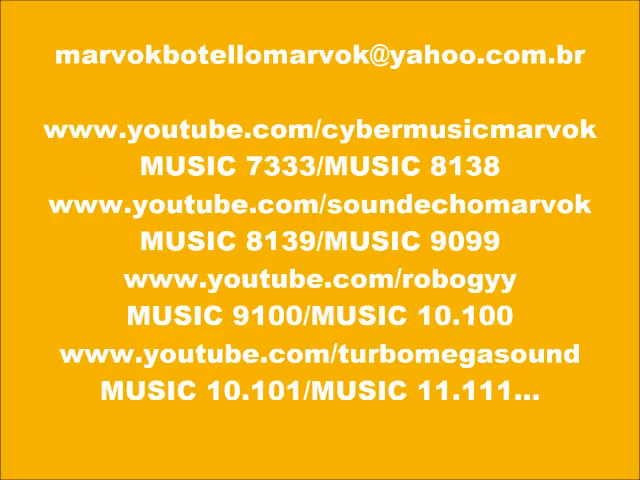 marvokbotellomarvok@yahoo.com.br
www.youtube.com/cybermusicmarvok
MUSIC 7333/MUSIC 8138
www.youtube.com/soundechomarvok
MUSIC 8139/MUSIC 9099
www.youtube.com/robogyy
MUSIC 9100/MUSIC 10.100
www.youtube.com/turbomegasound
MUSIC 10.101/MUSIC 11.111...